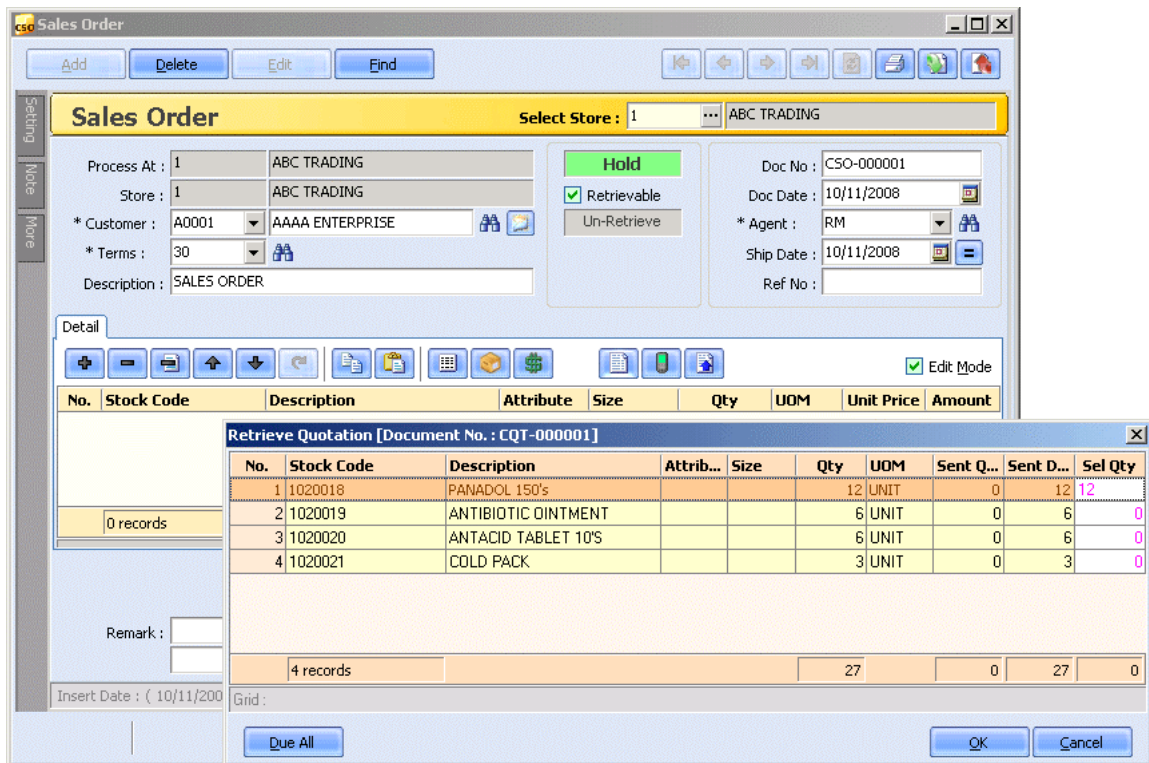 cso Sales Order
Add Delete Edit Find
Setting
Note
More
Sales Order Select Store : 1 ... ABC TRADING
Process At : 1 ABC TRADING
Store : 1 ABC TRADING
* Customer : A0001 AAAA ENTERPRISE
* Terms : 30
Description : SALES ORDER
Hold
Retrievable
Un-Retrieve
Doc No : CSO-000001
Doc Date : 10/11/2008
* Agent : RM
Ship Date : 10/11/2008 =
Ref No :
Detail
Edit Mode
No. Stock Code Description Attribute Size Qty UOM Unit Price Amount
0 records
Remark :
Insert Date : ( 10/11/200
Retrieve Quotation [Document No. : CQT-000001]
No. Stock Code Description Attrib... Size Qty UOM Sent Q... Sent D... Sel Qty
1 1020018 PANADOL 150's 12 UNIT 0 12 12
2 1020019 ANTIBIOTIC OINTMENT 6 UNIT 0 6 0
3 1020020 ANTACID TABLET 10'S 6 UNIT 0 6 0
4 1020021 COLD PACK 3 UNIT 0 3 0
4 records 27 0 27 0
Grid :
Due All OK Cancel